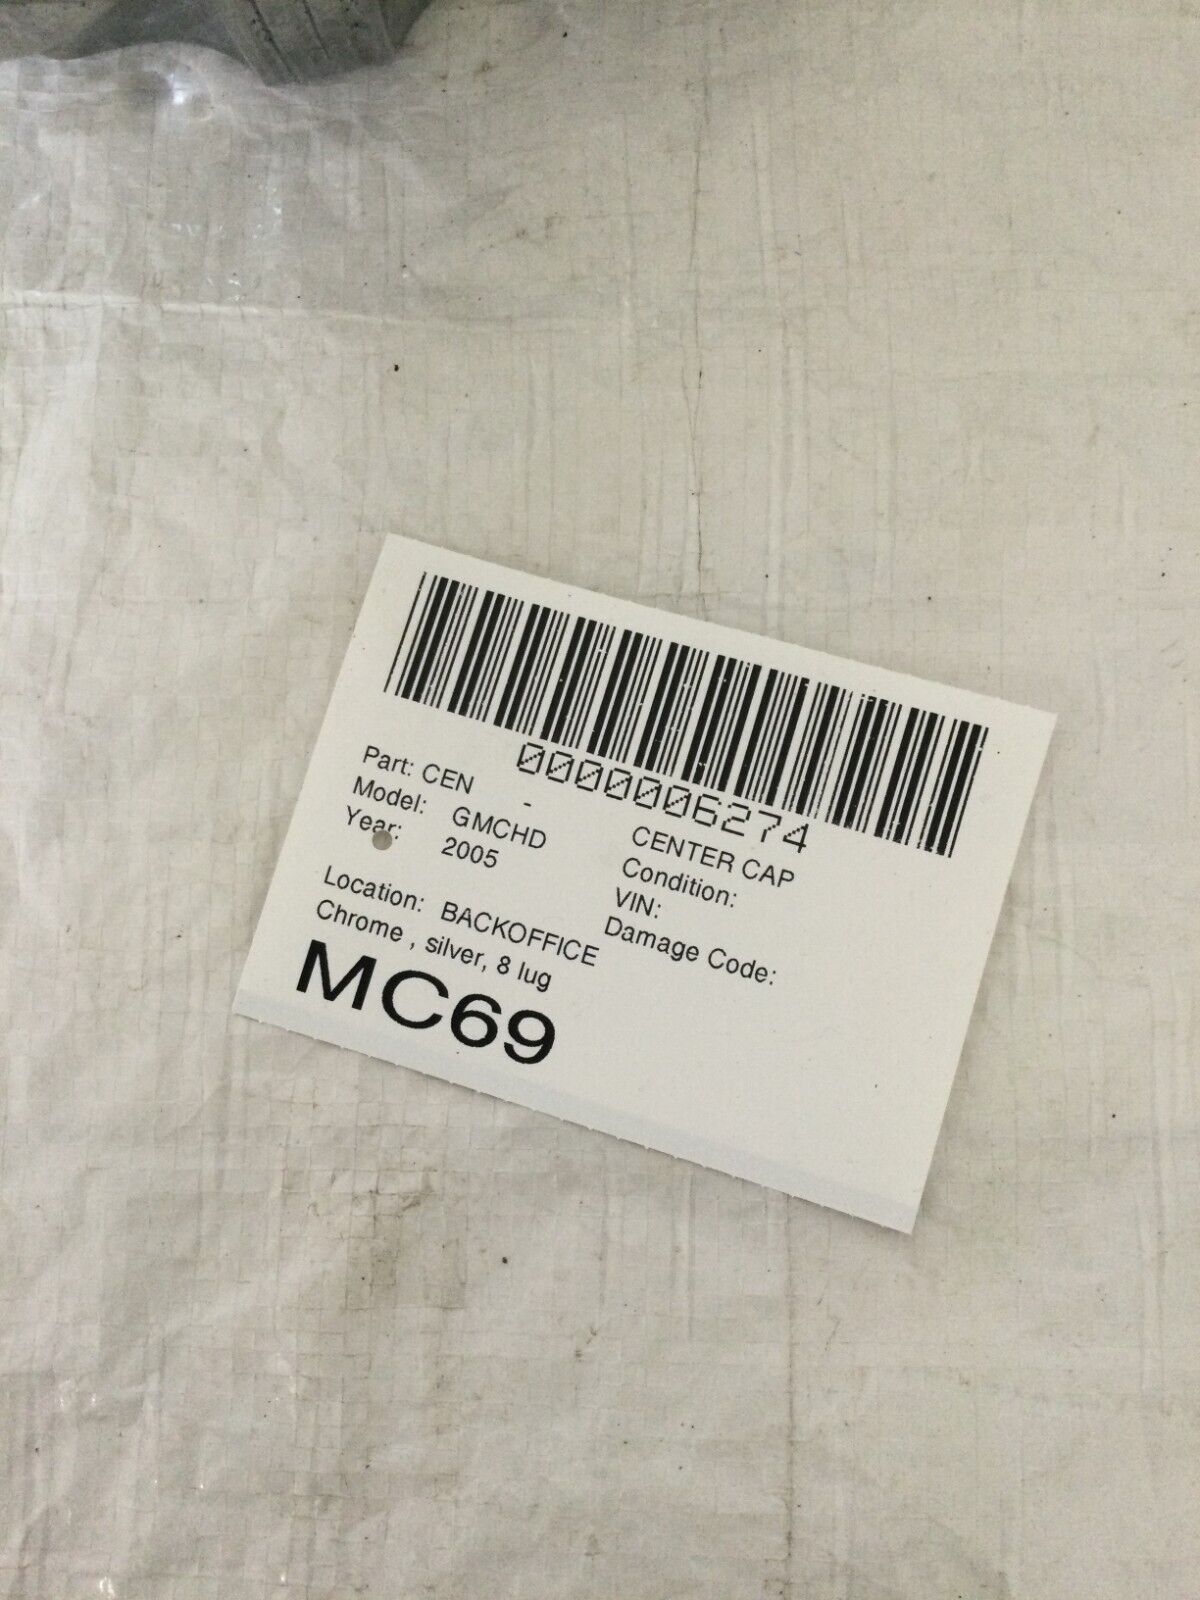 0000006274
Part: CEN - CENTER CAP
Model: GMCHD Condition:
Year: 2005 VIN:
Damage Code:
Location: BACKOFFICE
Chrome , silver, 8 lug
MC69